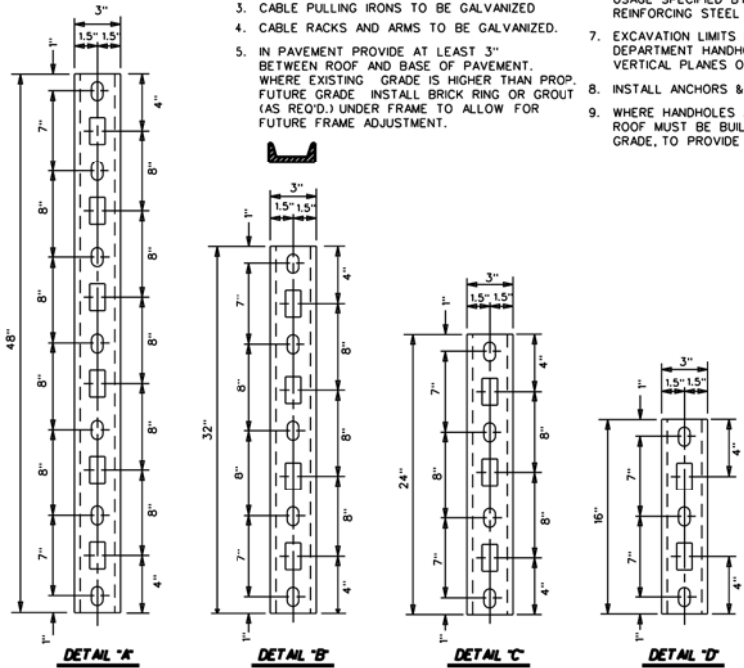 3. CABLE PULLING IRONS TO BE GALVANIZED
4. CABLE RACKS AND ARMS TO BE GALVANIZED.
5. IN PAVEMENT PROVIDE AT LEAST 3"
BETWEEN ROOF AND BASE OF PAVEMENT.
WHERE EXISTING GRADE IS HIGHER THAN PROP.
FUTURE GRADE INSTALL BRICK RING OR GROUT
(AS REQ'D.) UNDER FRAME TO ALLOW FOR
FUTURE FRAME ADJUSTMENT.
REINFORCING STEEL
7. EXCAVATION LIMITS
DEPARTMENT HANDH
VERTICAL PLANES O
8. INSTALL ANCHORS &
9. WHERE HANDHOLES
ROOF MUST BE BUIL
GRADE, TO PROVIDE
3"
1.5" 1.5"
1"
7"
8"
8"
8"
8"
7"
1"
48"
4"
8"
8"
8"
8"
8"
4"
DETAIL "A"
3"
1.5" 1.5"
1"
7"
8"
8"
7"
1"
32"
4"
8"
8"
8"
4"
DETAIL "B"
3"
1.5" 1.5"
1"
7"
8"
7"
1"
24"
4"
8"
8"
4"
DETAIL "C"
3"
1.5" 1.5"
1"
7"
7"
1"
16"
4"
4"
DETAIL "D"